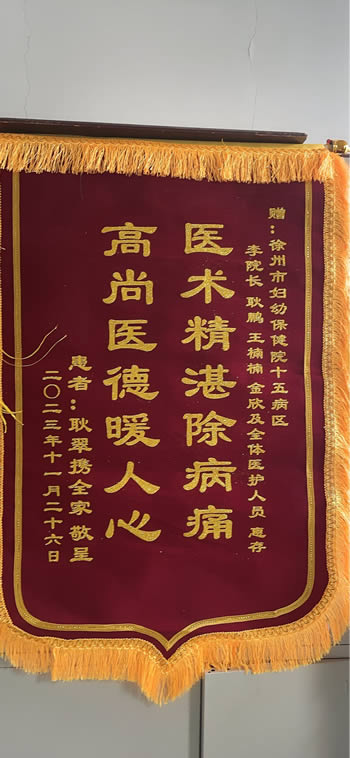 赠：徐州市妇幼保健院十五病区
李院长 耿鹏 王楠楠 金欣及全体医护人员 惠存
医术精湛除病痛
高尚医德暖人心
患者：耿翠携全家敬呈
二〇二三年十一月二十六日